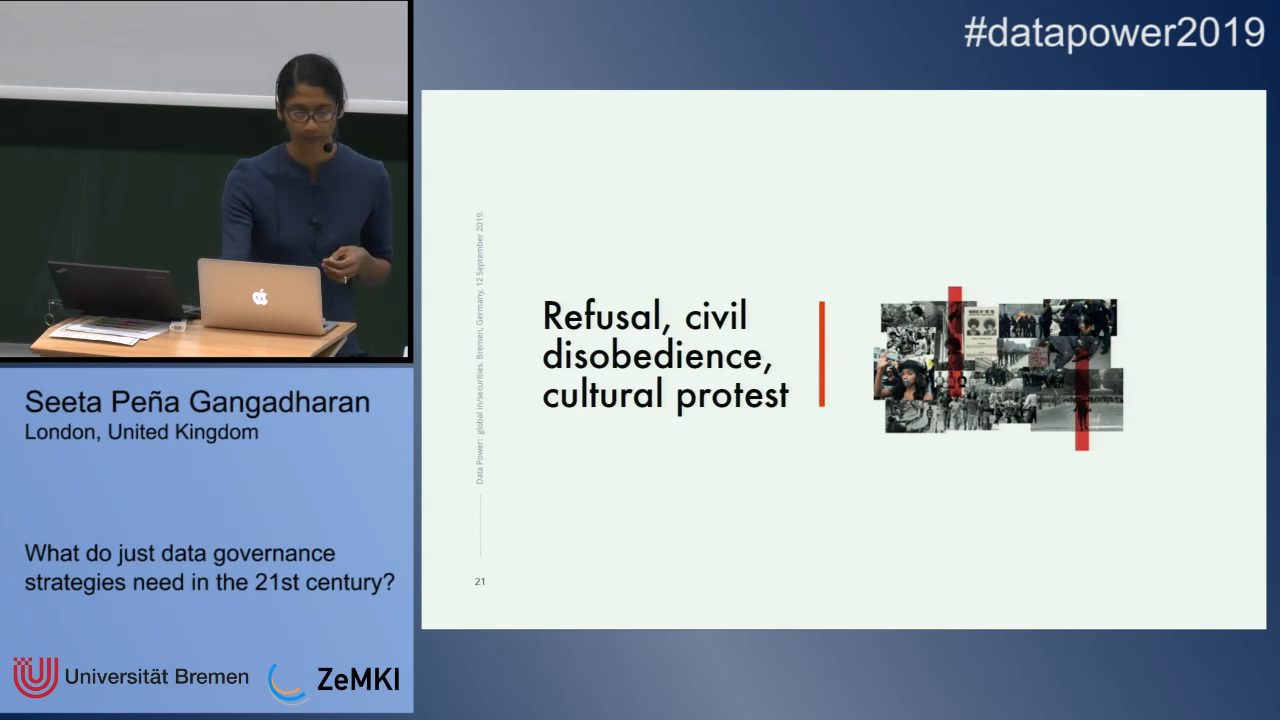 #datapower2019
Seeta Peña Gangadharan
London, United Kingdom
What do just data governance
strategies need in the 21st century?
Universität Bremen
ZeMKI
Data Power: global in/securities. Bremen, Germany. 12 September 2019.
21
Refusal, civil
disobedience,
cultural protest